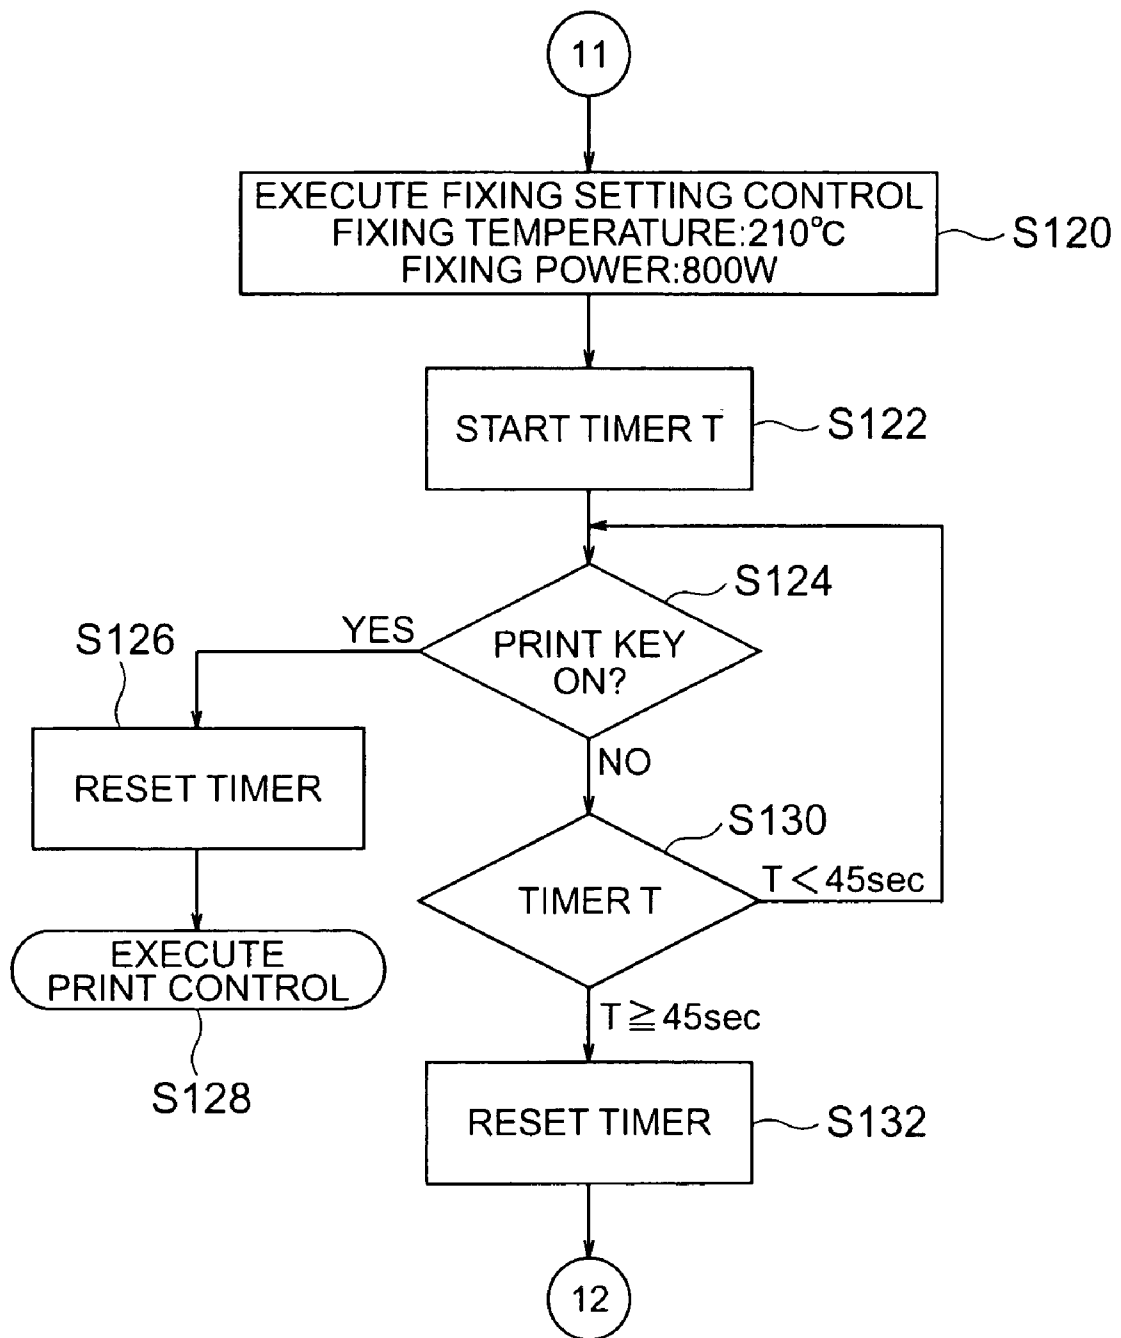 11
EXECUTE FIXING SETTING CONTROL
FIXING TEMPERATURE:210°C
FIXING POWER:800W
S120
START TIMER T
S122
S124
PRINT KEY
ON?
YES
S126
RESET TIMER
NO
S130
TIMER T
T<45sec
EXECUTE
PRINT CONTROL
S128
T≧45sec
RESET TIMER
S132
12